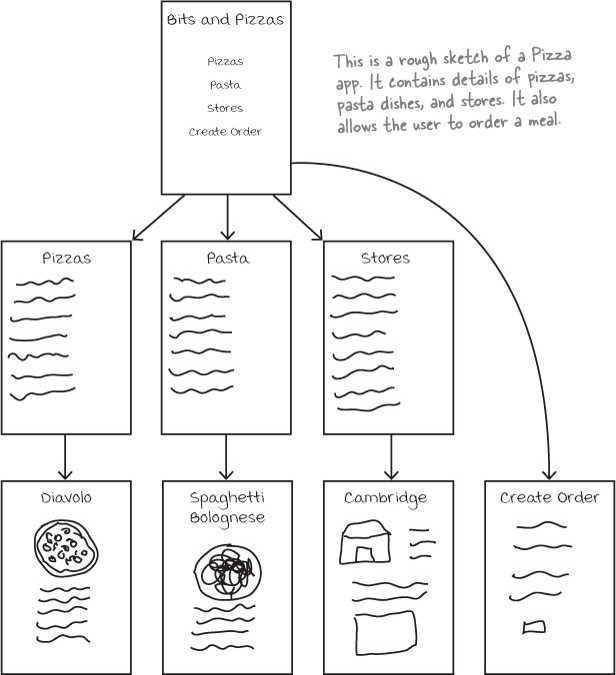 Bits and Pizzas
Pizzas
Pasta
Stores
Create Order
This is a rough sketch of a Pizza
app. It contains details of pizzas,
pasta dishes, and stores. It also
allows the user to order a meal.
Pizzas
Pasta
Stores
Diavolo
Spaghetti
Bolognese
Cambridge
Create Order